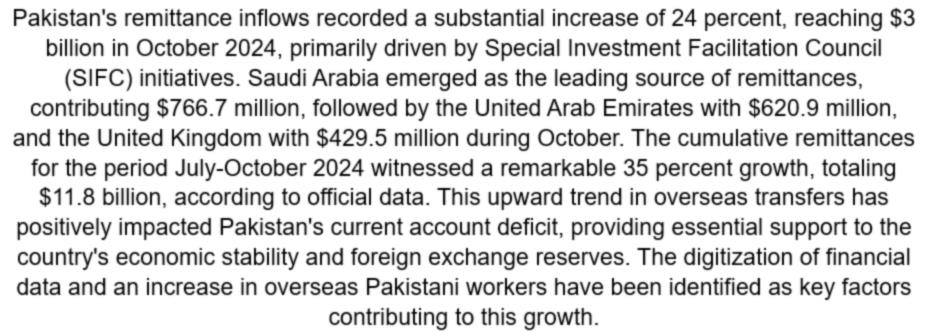 Pakistan's remittance inflows recorded a substantial increase of 24 percent, reaching $3
billion in October 2024, primarily driven by Special Investment Facilitation Council
(SIFC) initiatives. Saudi Arabia emerged as the leading source of remittances,
contributing $766.7 million, followed by the United Arab Emirates with $620.9 million,
and the United Kingdom with $429.5 million during October. The cumulative remittances
for the period July-October 2024 witnessed a remarkable 35 percent growth, totaling
$11.8 billion, according to official data. This upward trend in overseas transfers has
positively impacted Pakistan's current account deficit, providing essential support to the
country's economic stability and foreign exchange reserves. The digitization of financial
data and an increase in overseas Pakistani workers have been identified as key factors
contributing to this growth.